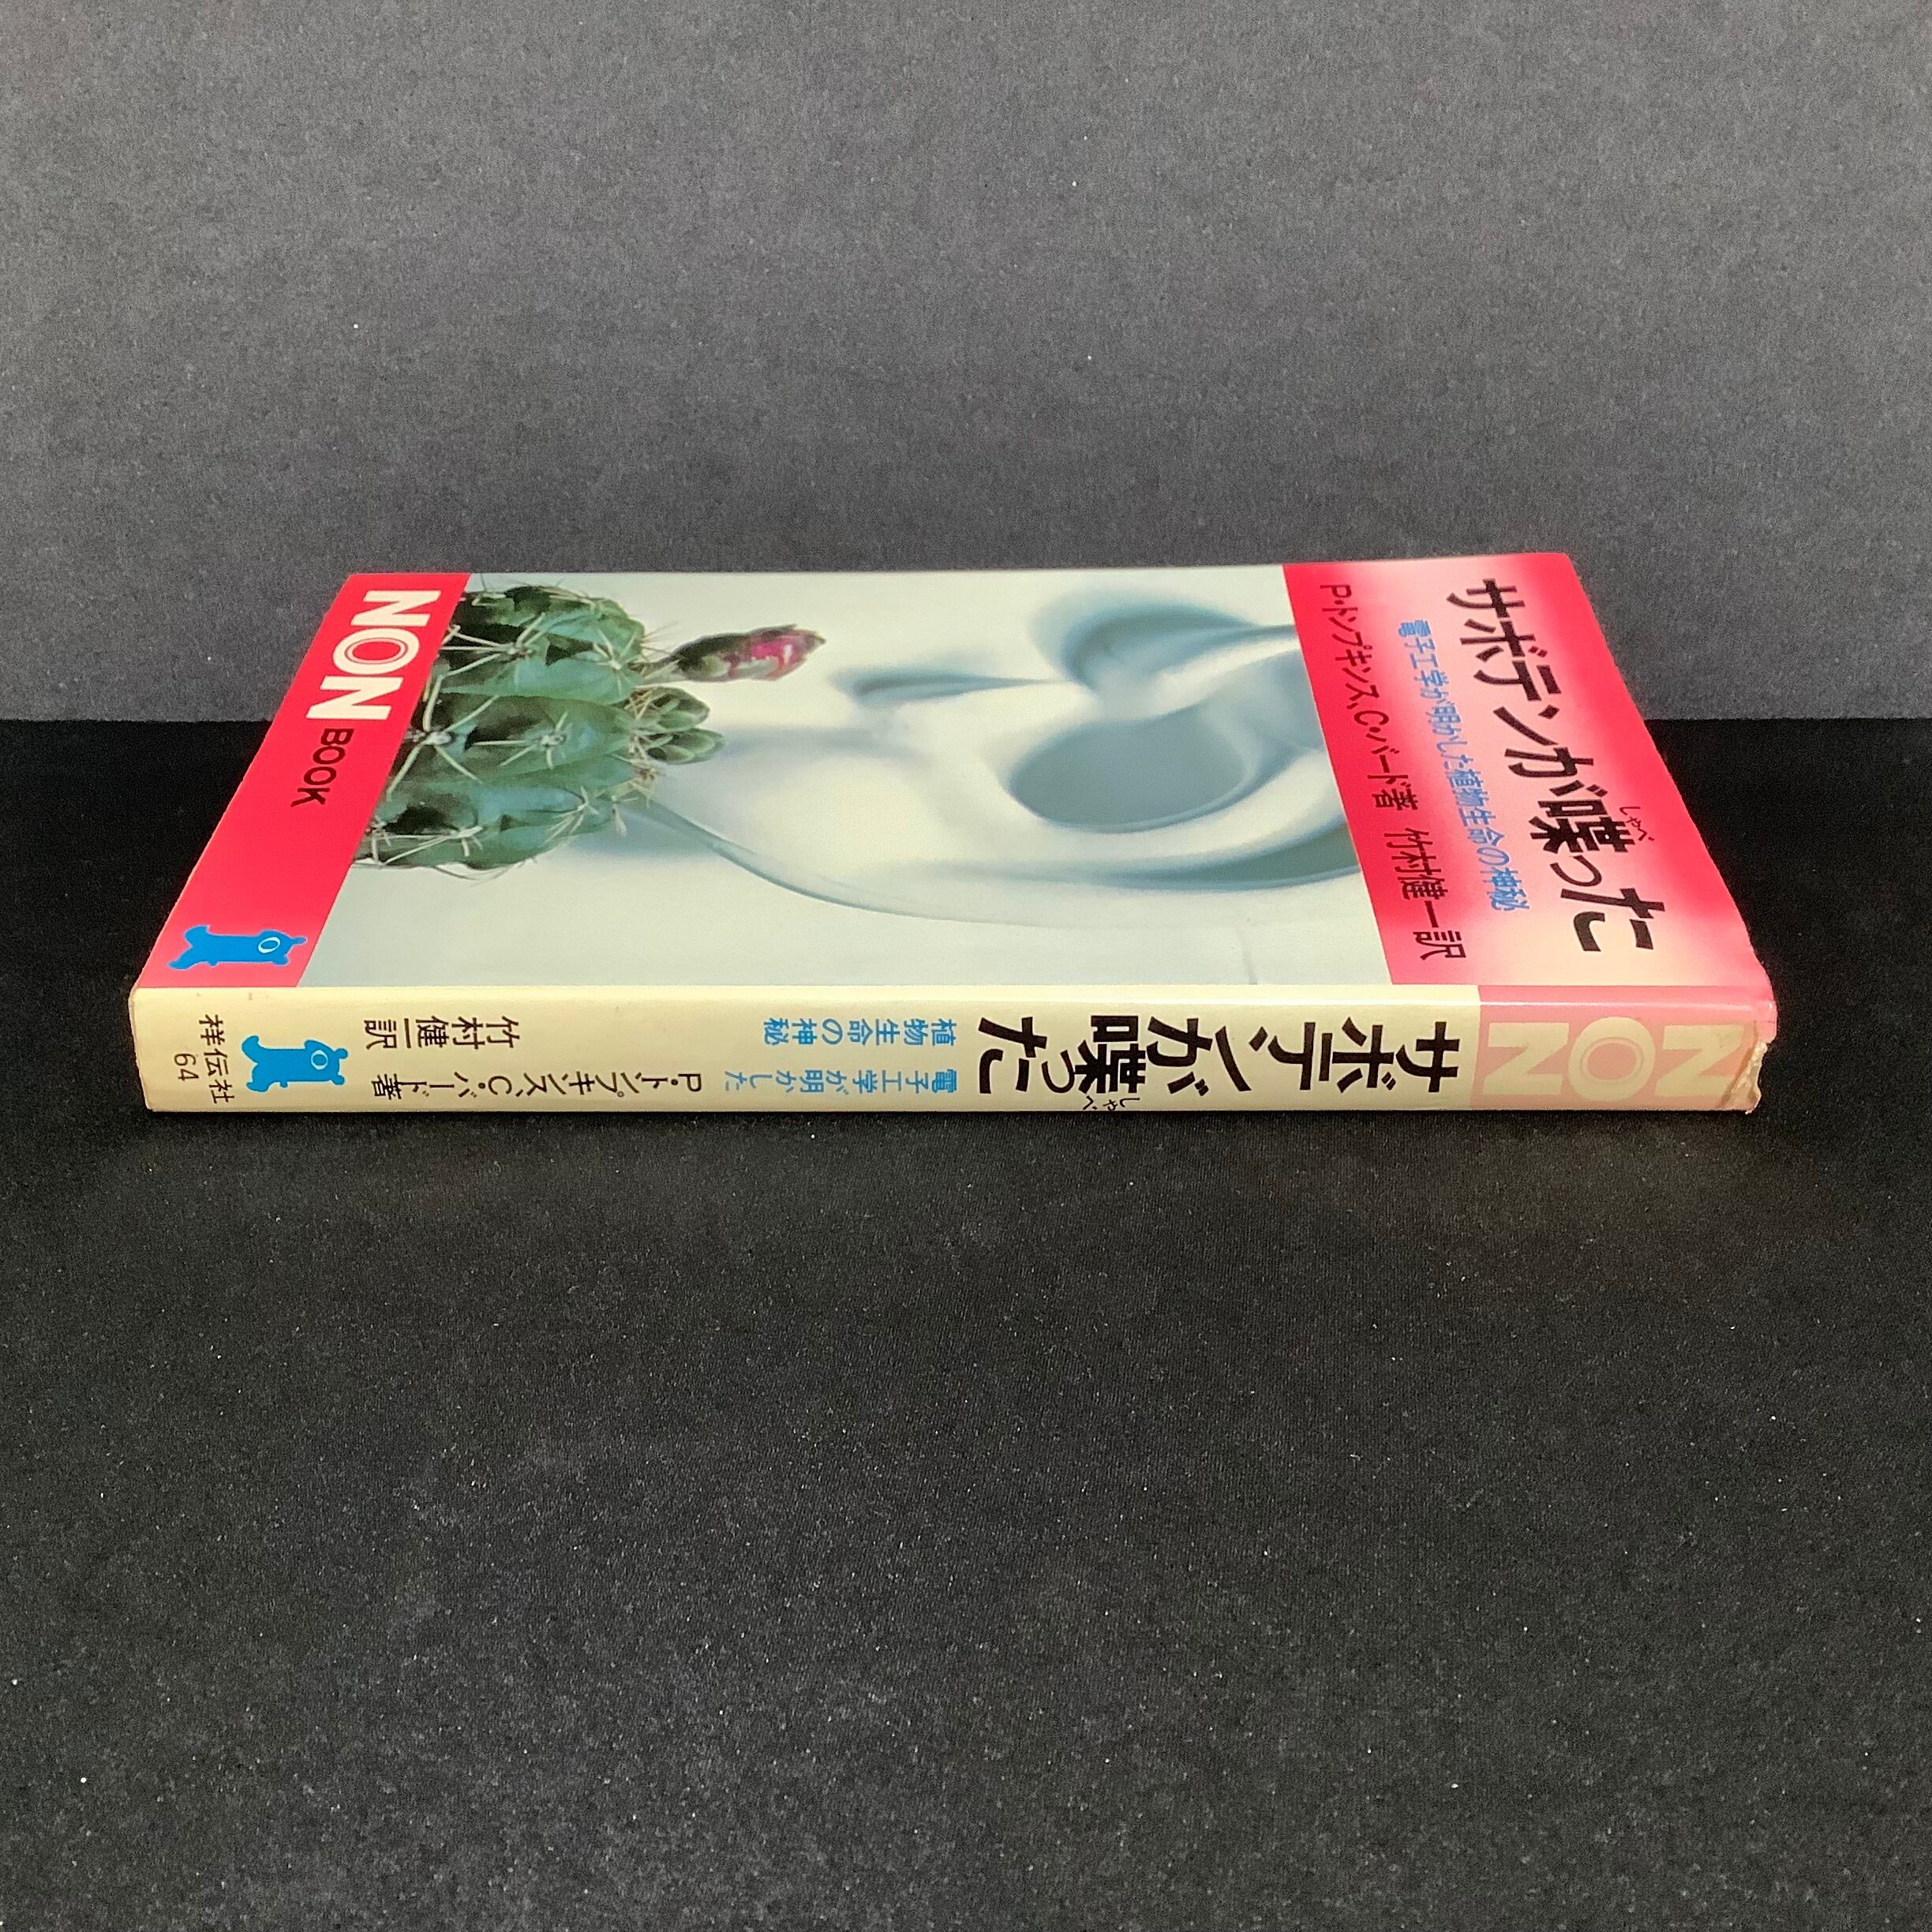 サボテンが喋った
しゃべ
電子工学が明かした植物生命の神秘
P・トンプキンス、C・バード著 竹村健一訳
NON BOOK
NON
サボテンが喋った
しゃべ
電子工学が明かした
植物生命の神秘
P・トンプキンス、C・バード著
竹村健一訳
祥伝社
64